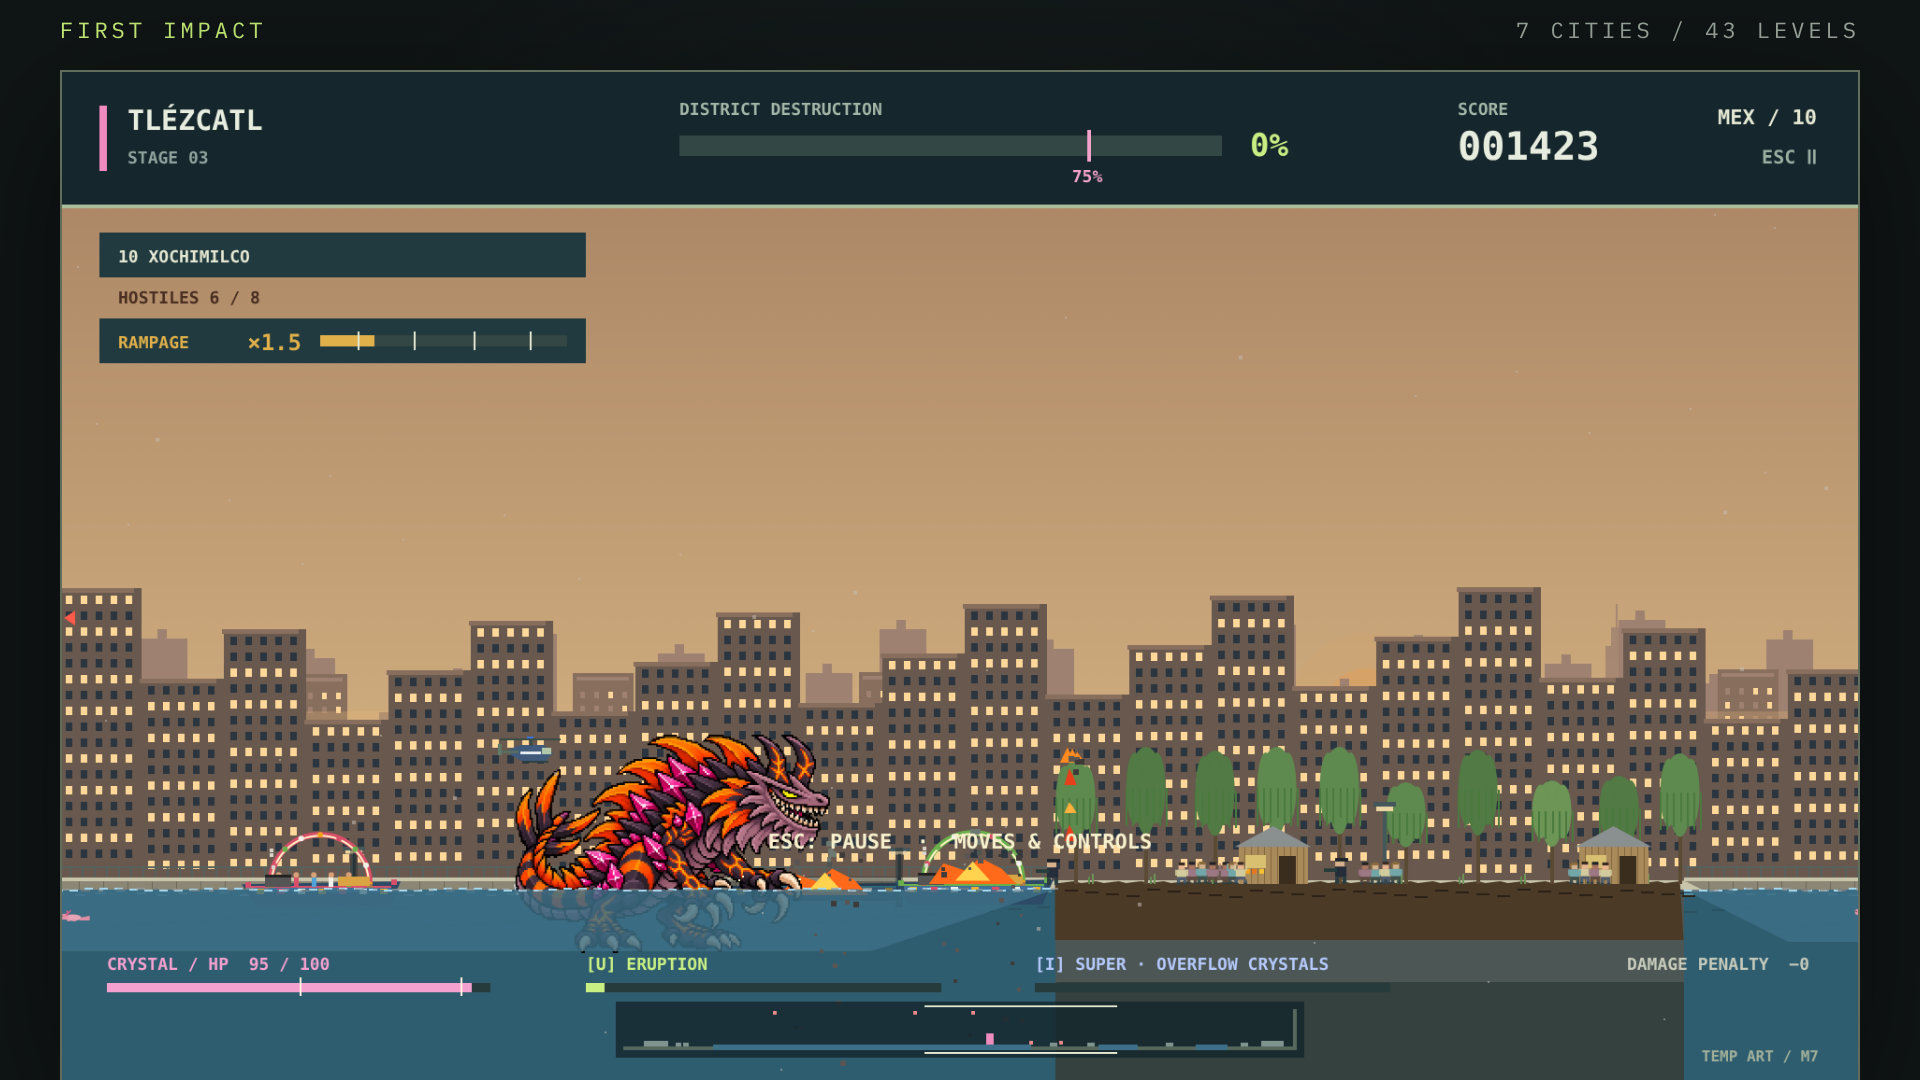 FIRST IMPACT
7 CITIES / 43 LEVELS
TLÉZCATL
STAGE 03
DISTRICT DESTRUCTION
0%
75%
SCORE
001423
MEX / 10
ESC II
10 XOCHIMILCO
HOSTILES 6 / 8
RAMPAGE ×1.5
ESC: PAUSE : MOVES & CONTROLS
CRYSTAL / HP 95 / 100
[U] ERUPTION
[I] SUPER · OVERFLOW CRYSTALS
DAMAGE PENALTY −0
TEMP ART / M7